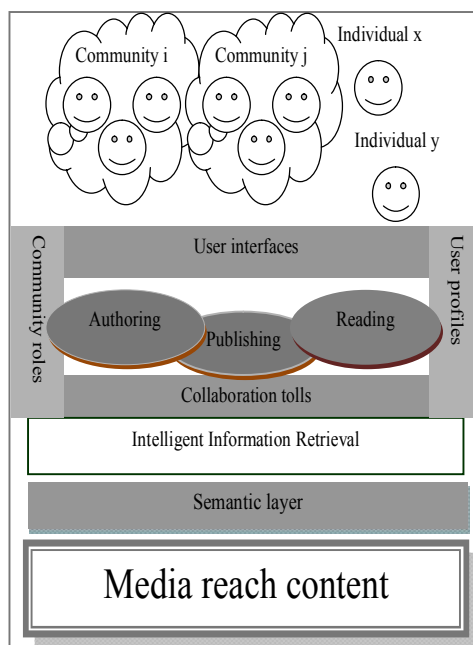 Individual x
Community i
Community j
Individual y
Community roles
User interfaces
User profiles
Authoring
Publishing
Reading
Collaboration tolls
Intelligent Information Retrieval
Semantic layer
Media reach content